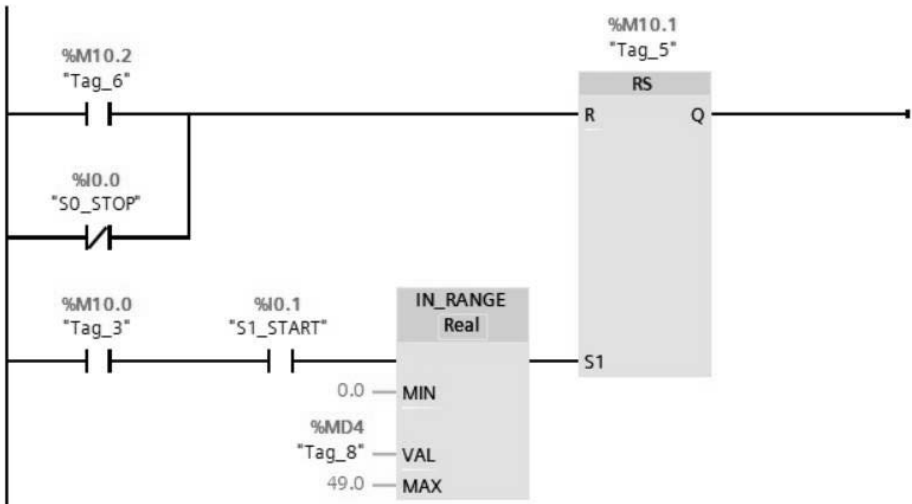 %M10.1
"Tag_5"
%M10.2
"Tag_6"
RS
R Q
%I0.0
"S0_STOP"
%M10.0
"Tag_3"
%I0.1
"S1_START"
IN_RANGE
Real
S1
0.0 MIN
%MD4
"Tag_8" VAL
49.0 MAX